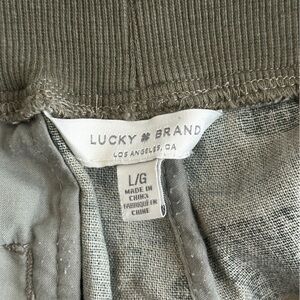 LUCKY BRAND
LOS ANGELES, CA
L/G
MADE IN
CHINA
FABRIQUÉ EN
CHINE